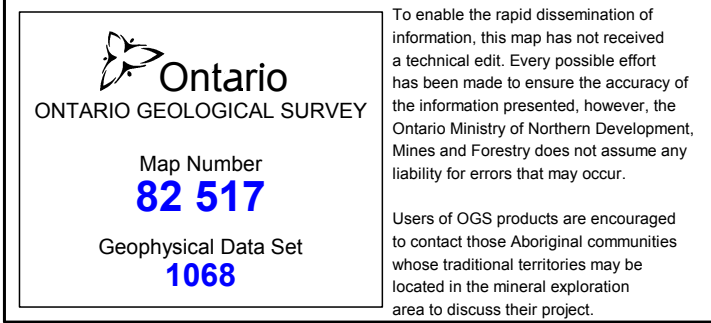 Ontario
ONTARIO GEOLOGICAL SURVEY
Map Number
82 517
Geophysical Data Set
1068
To enable the rapid dissemination of
information, this map has not received
a technical edit. Every possible effort
has been made to ensure the accuracy of
the information presented, however, the
Ontario Ministry of Northern Development,
Mines and Forestry does not assume any
liability for errors that may occur.
Users of OGS products are encouraged
to contact those Aboriginal communities
whose traditional territories may be
located in the mineral exploration
area to discuss their project.